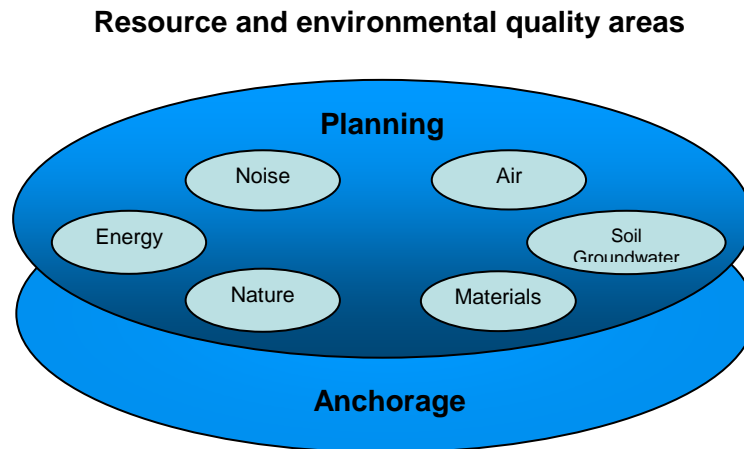 Resource and environmental quality areas
Planning
Noise
Air
Energy
Soil
Groundwater
Nature
Materials
Anchorage